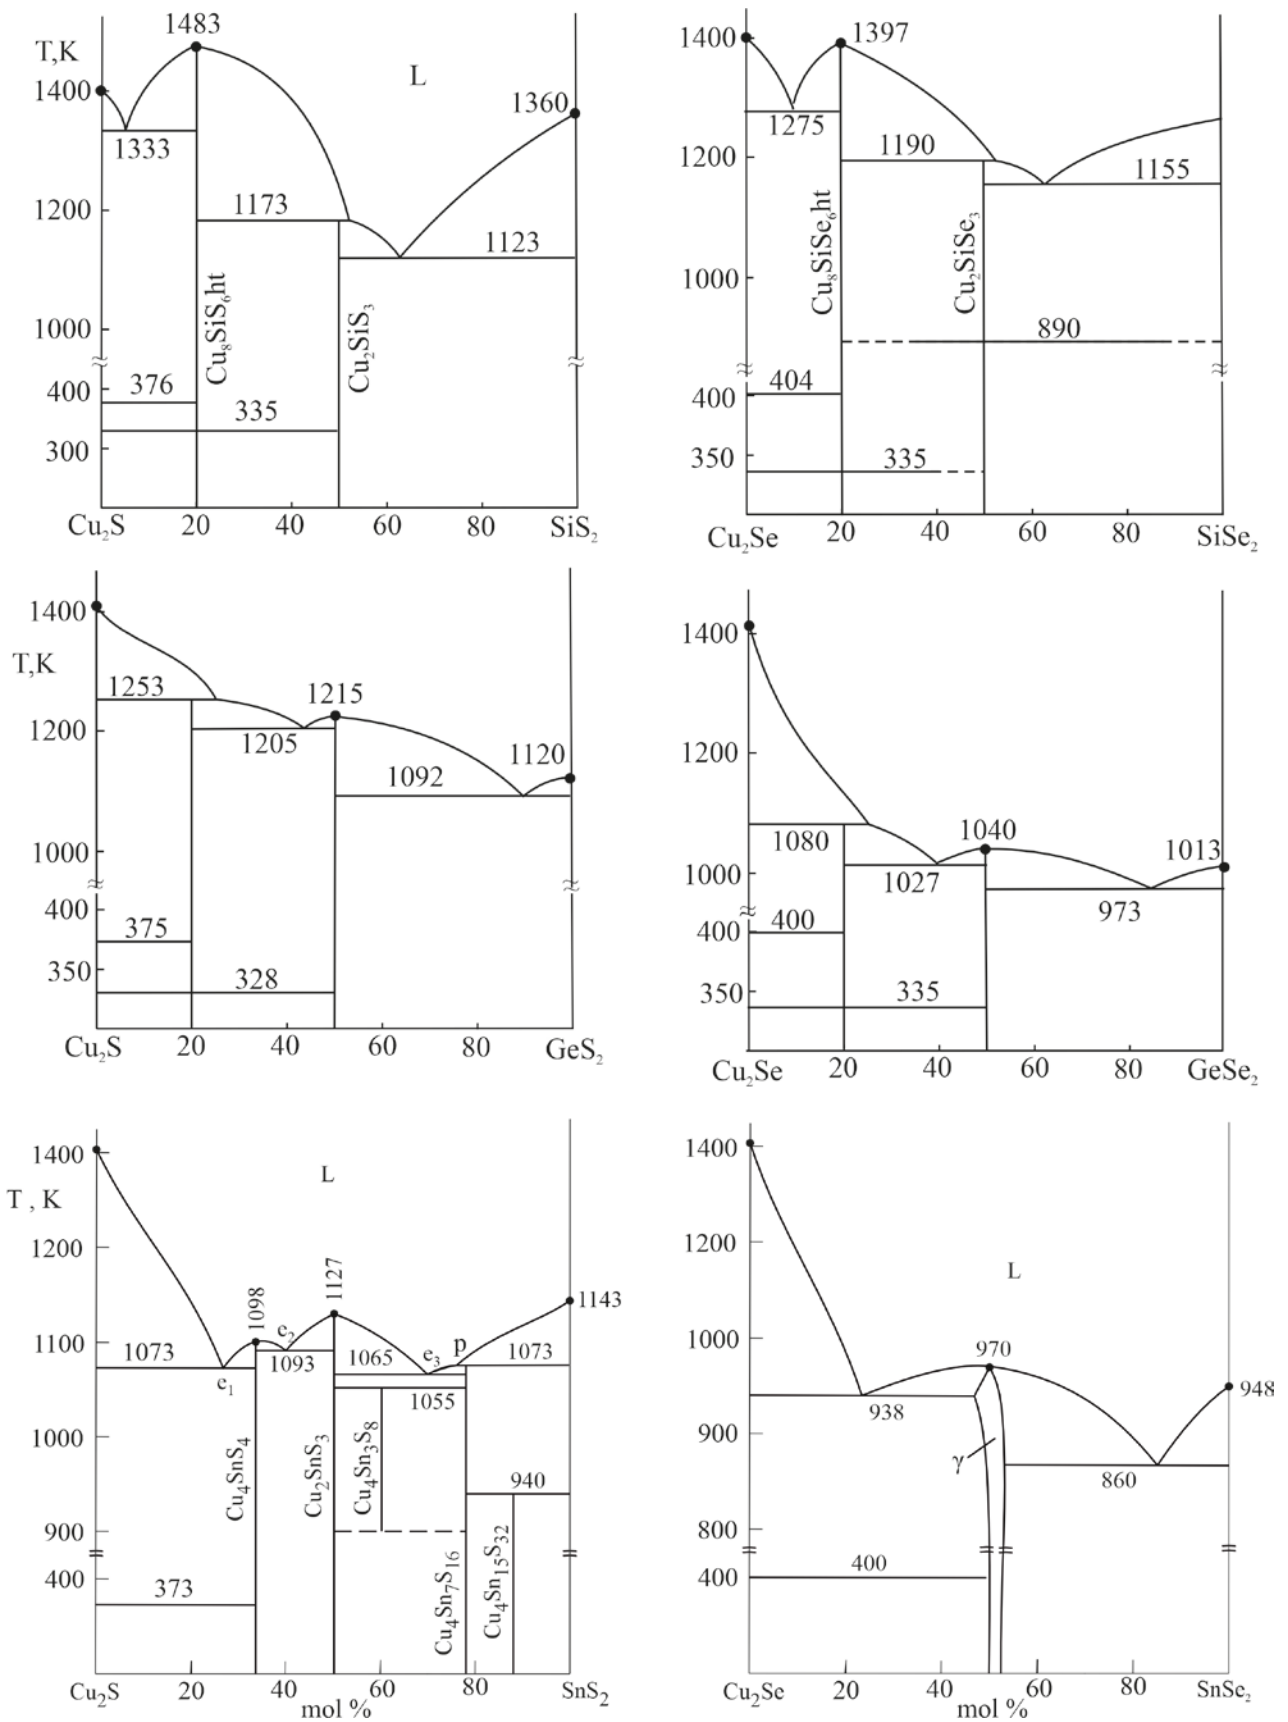 1483
T,K
1400
L
1360
1333
1200
1173
1123
Cu₈SiS₆ht
Cu₂SiS₃
1000
400
376
335
300
Cu₂S 20 40 60 80 SiS₂
1400
1397
1275
1200
1190
1155
Cu₈SiSe₆ht
Cu₂SiSe₃
1000
890
404
400
350
335
Cu₂Se 20 40 60 80 SiSe₂
1400
T,K
1253
1215
1200
1205
1120
1092
1000
400
375
350
328
Cu₂S 20 40 60 80 GeS₂
1400
1200
1080
1040
1013
1000
1027
973
400
400
350
335
Cu₂Se 20 40 60 80 GeSe₂
1400
L
T , K
1200
1098
1127
1143
e₂
p
1100
1073
1093
1065
e₃
1073
e₁
1055
1000
Cu₄SnS₄
Cu₂SnS₃
Cu₄Sn₃S₈
940
900
Cu₄Sn₇S₁₆
Cu₄Sn₁₅S₃₂
400
373
Cu₂S 20 40 60 80 SnS₂
mol %
1400
1200
L
1000
970
948
938
900
γ
860
800
400
400
Cu₂Se 20 40 60 80 SnSe₂
mol %